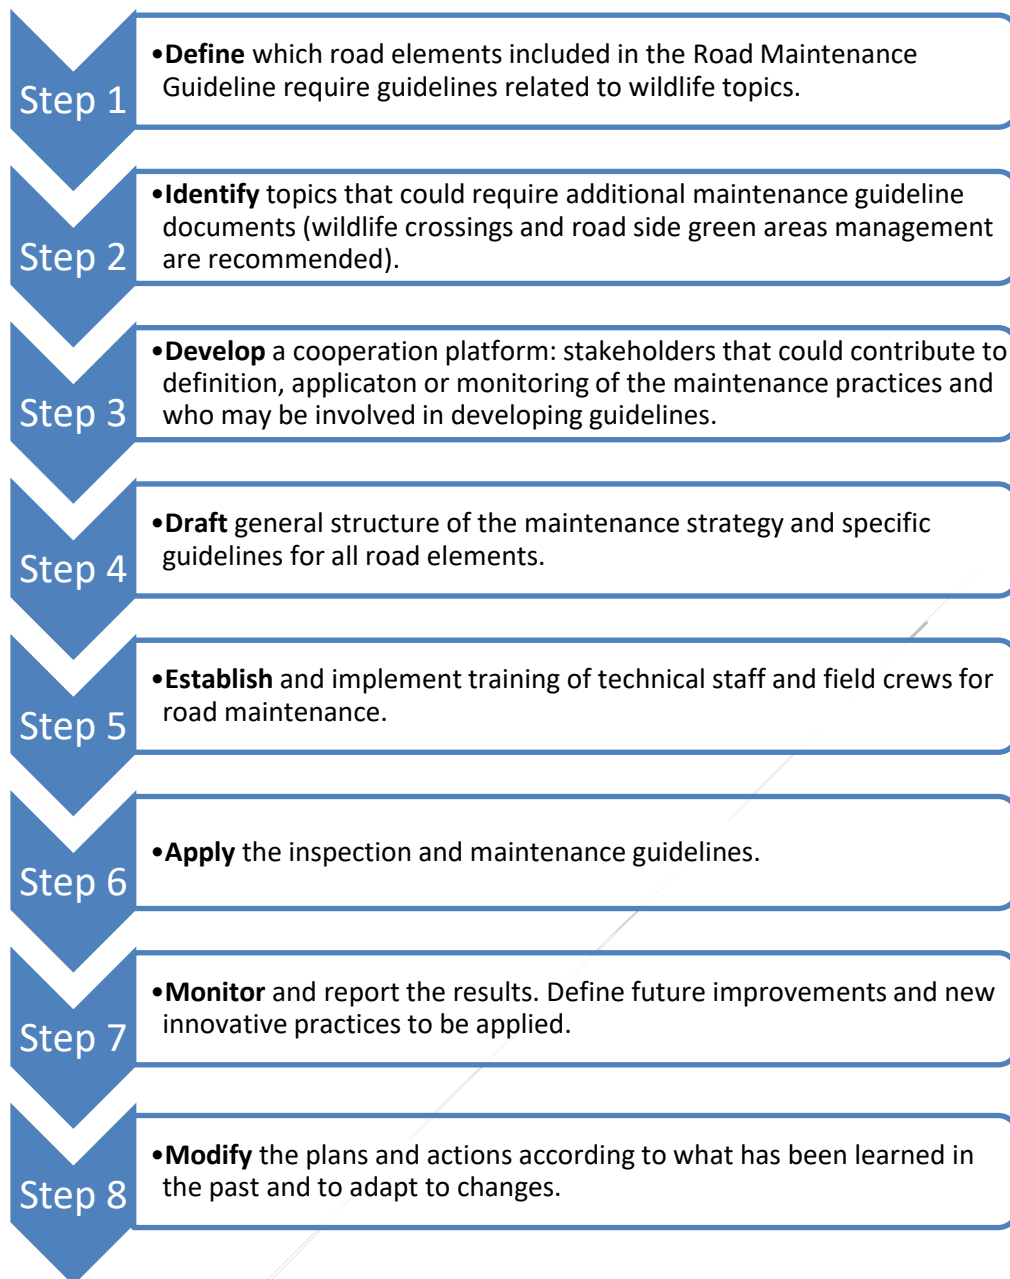 Step 1
•Define which road elements included in the Road Maintenance
Guideline require guidelines related to wildlife topics.
Step 2
•Identify topics that could require additional maintenance guideline
documents (wildlife crossings and road side green areas management
are recommended).
Step 3
•Develop a cooperation platform: stakeholders that could contribute to
definition, applicaton or monitoring of the maintenance practices and
who may be involved in developing guidelines.
Step 4
•Draft general structure of the maintenance strategy and specific
guidelines for all road elements.
Step 5
•Establish and implement training of technical staff and field crews for
road maintenance.
Step 6
•Apply the inspection and maintenance guidelines.
Step 7
•Monitor and report the results. Define future improvements and new
innovative practices to be applied.
Step 8
•Modify the plans and actions according to what has been learned in
the past and to adapt to changes.